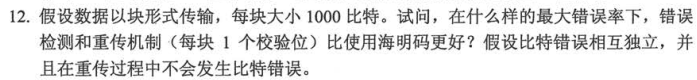 12. 假设数据以块形式传输，每块大小 1000 比特。试问，在什么样的最大错误率下，错误
检测和重传机制（每块 1 个校验位）比使用海明码更好？假设比特错误相互独立，并
且在重传过程中不会发生比特错误。